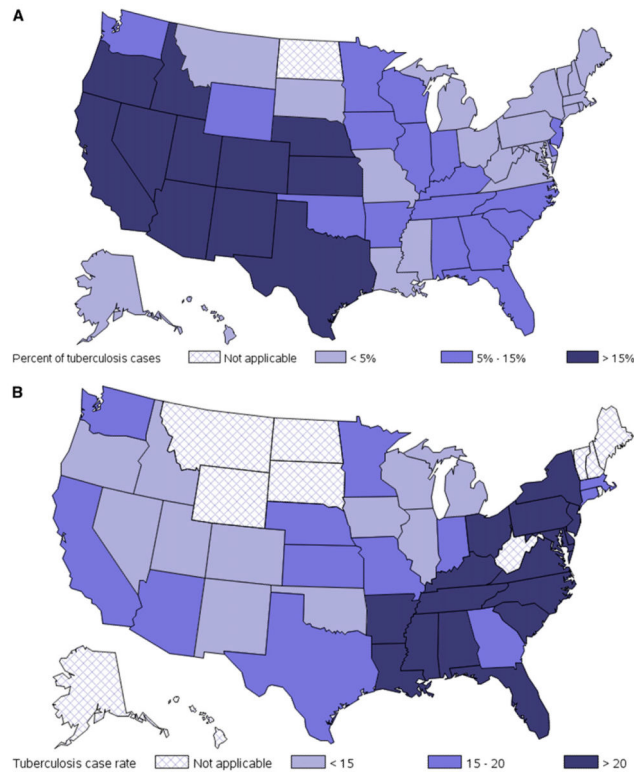 A
Percent of tuberculosis cases Not applicable < 5% 5% - 15% > 15%
B
Tuberculosis case rate Not applicable < 15 15 - 20 > 20